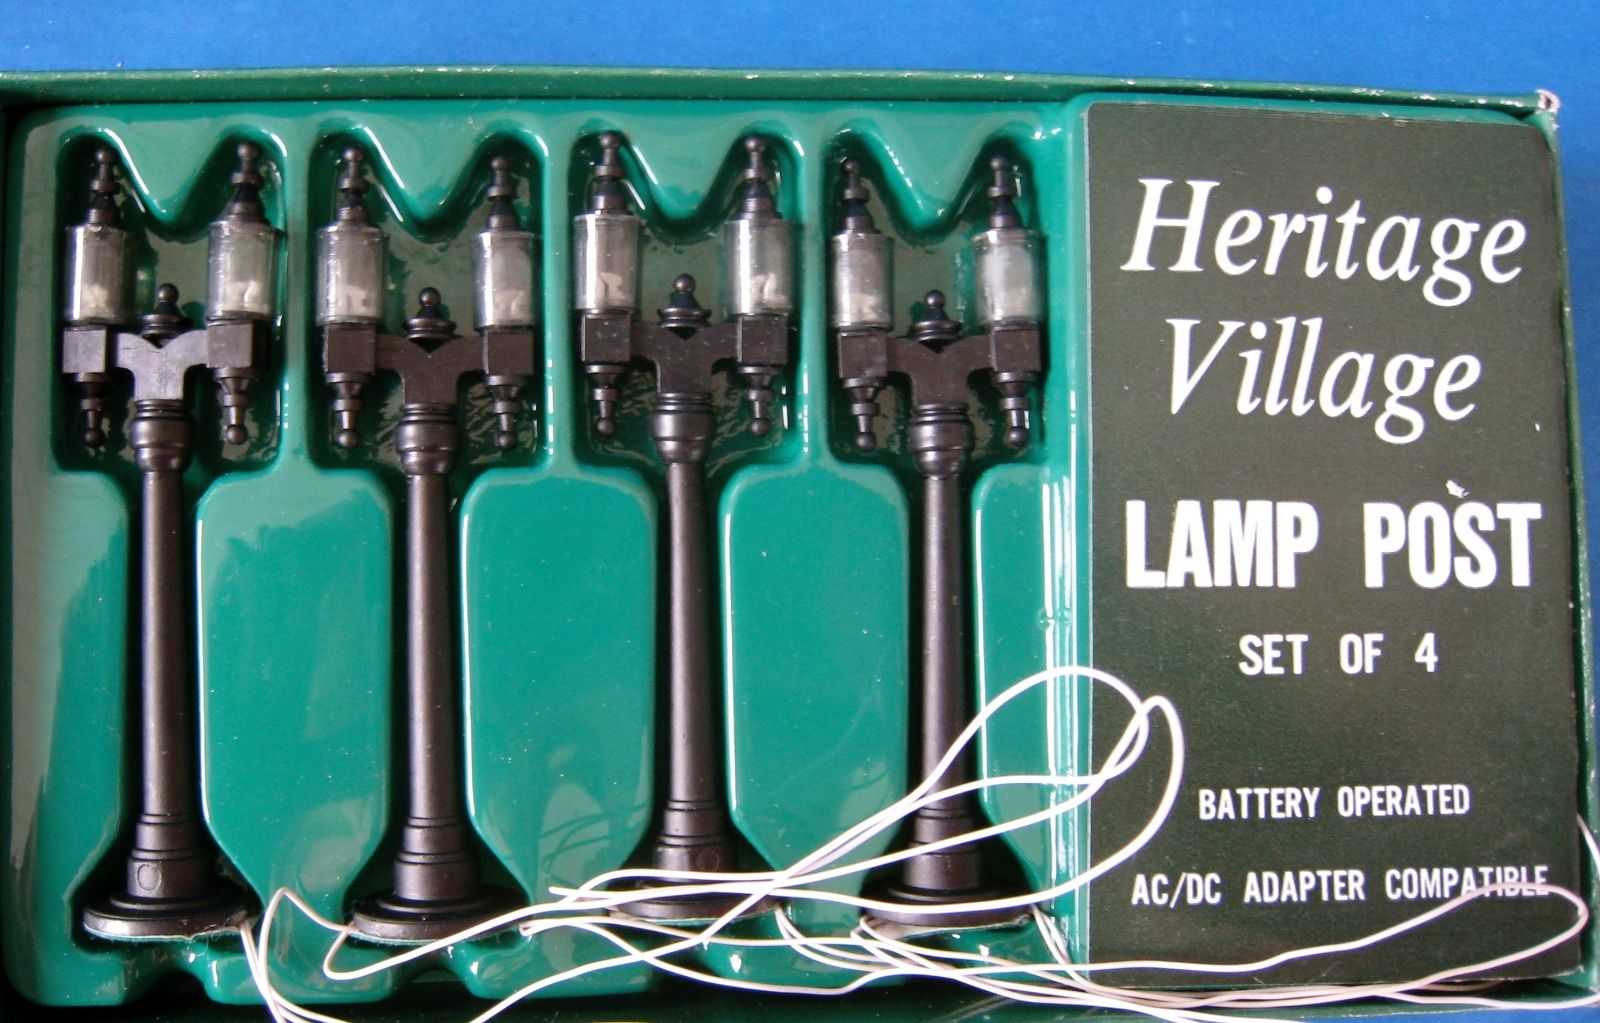 Heritage
Village
LAMP POST
SET OF 4
BATTERY OPERATED
AC/DC ADAPTER COMPATIBLE